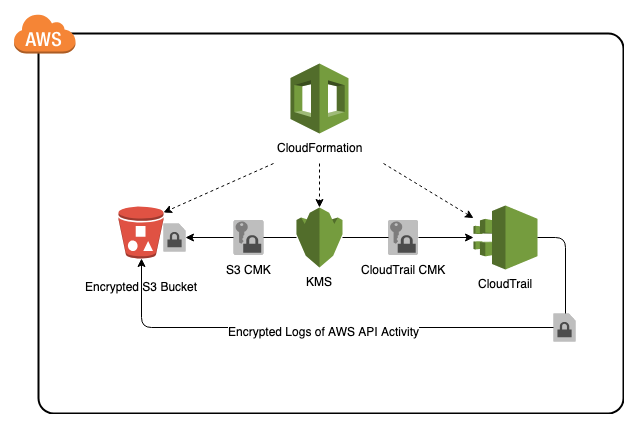 AWS
CloudFormation
S3 CMK
KMS
CloudTrail CMK
Encrypted S3 Bucket
CloudTrail
Encrypted Logs of AWS API Activity